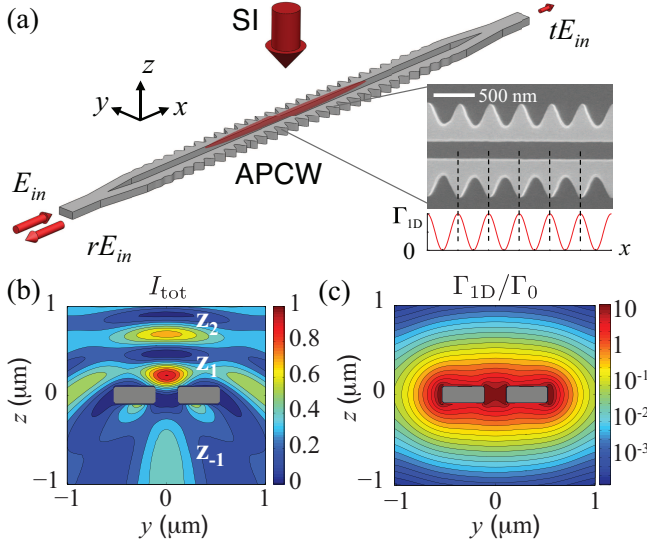 (a)
SI
tE_in
z
y
x
500 nm
APCW
E_in
rE_in
Γ_1D
0
x
(b)
I_tot
(c)
Γ_1D/Γ_0
1
0
−1
z (μm)
−1
0
1
y (μm)
z_2
z_1
z_-1
1
0.8
0.6
0.4
0.2
0
1
0
−1
z (μm)
−1
0
1
y (μm)
10
1
10^-1
10^-2
10^-3